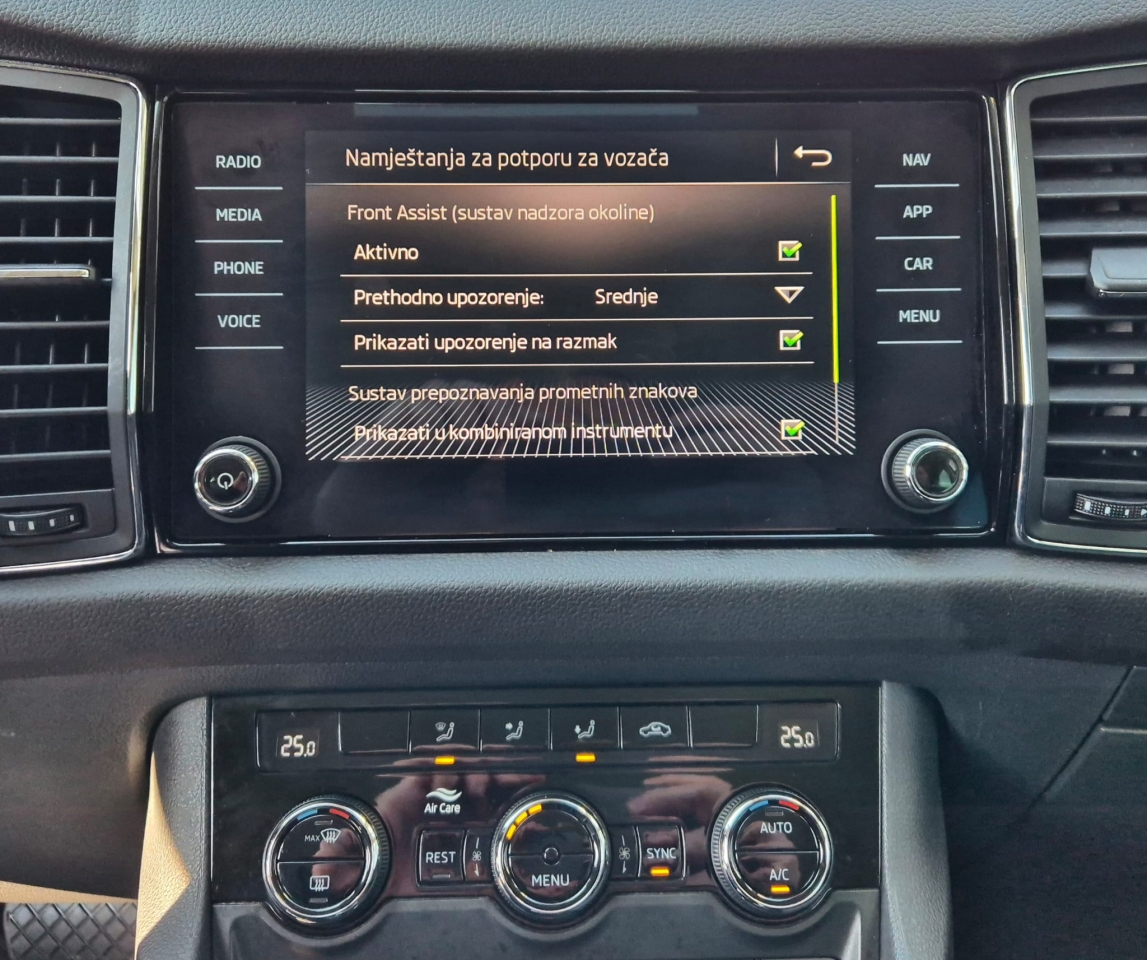 RADIO
MEDIA
PHONE
VOICE
Namještanja za potporu za vozača
Front Assist (sustav nadzora okoline)
Aktivno
Prethodno upozorenje: Srednje
Prikazati upozorenje na razmak
Sustav prepoznavanja prometnih znakova
Prikazati u kombiniranom instrumentu
NAV
APP
CAR
MENU
25.0
25.0
Air Care
MAX
REST
MENU
SYNC
AUTO
A/C